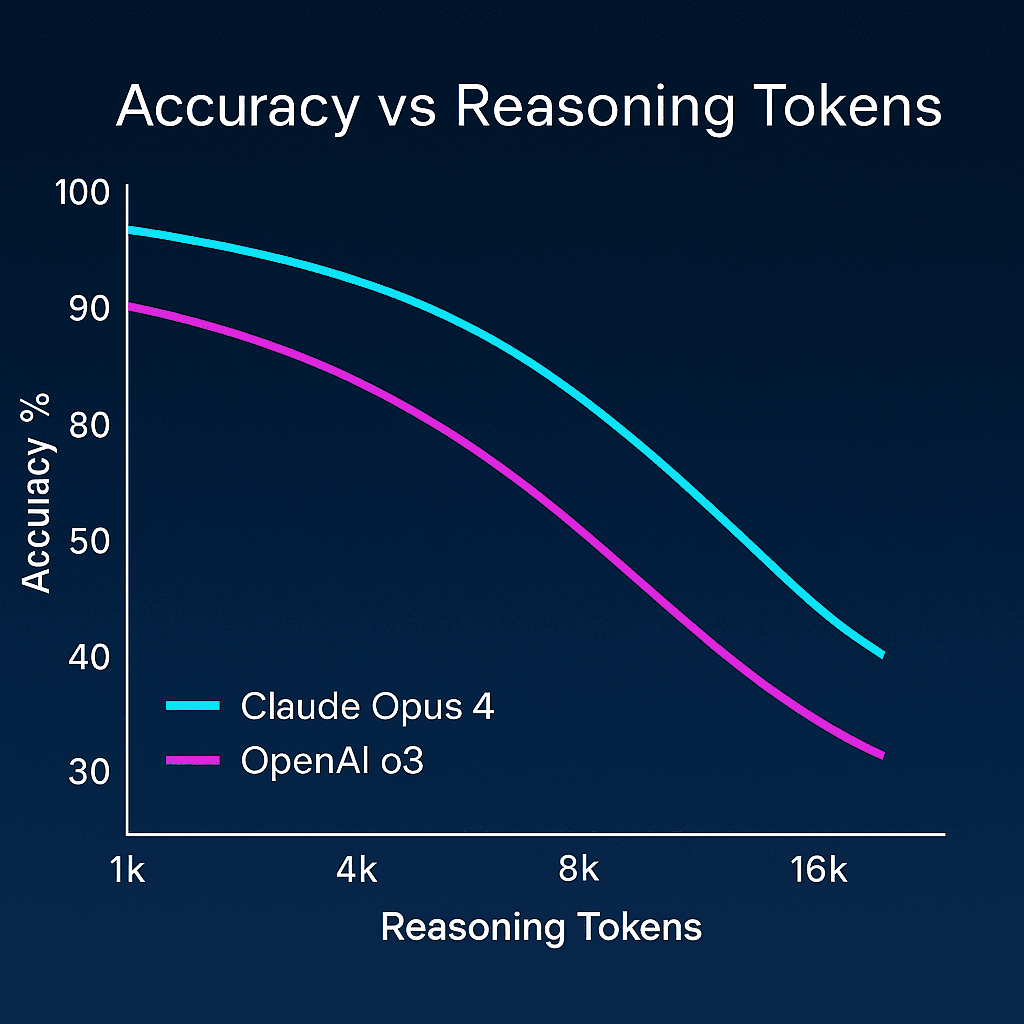 Accuracy vs Reasoning Tokens
100
90
80
50
40
30
Accuıacy %
Claude Opus 4
OpenAI o3
1k 4k 8k 16k
Reasoning Tokens